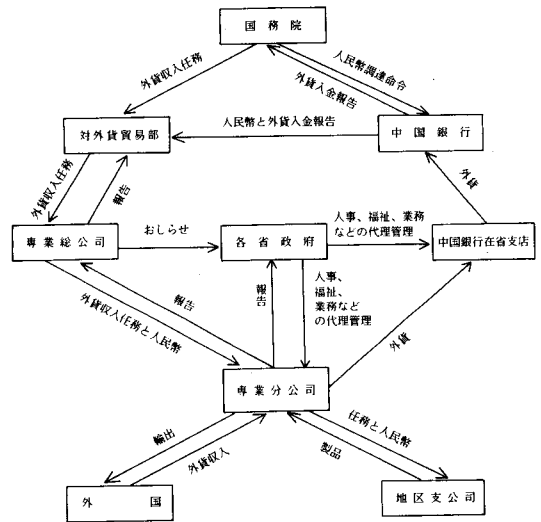 国務院
外貨収入任務
人民幣調達命令
外貨入金報告
対外貨貿易部
人民幣と外貨入金報告
中国銀行
外貨収入任務
報告
外貨
専業総公司
おしらせ
各省政府
人事、福祉、業務
などの代理管理
中国銀行在省支店
報告
外貨収入任務と人民幣
報告
人事、
福祉、
業務など
の代理管理
外貨
専業分公司
輸出
外貨収入
任務と人民幣
製品
外国
地区支公司